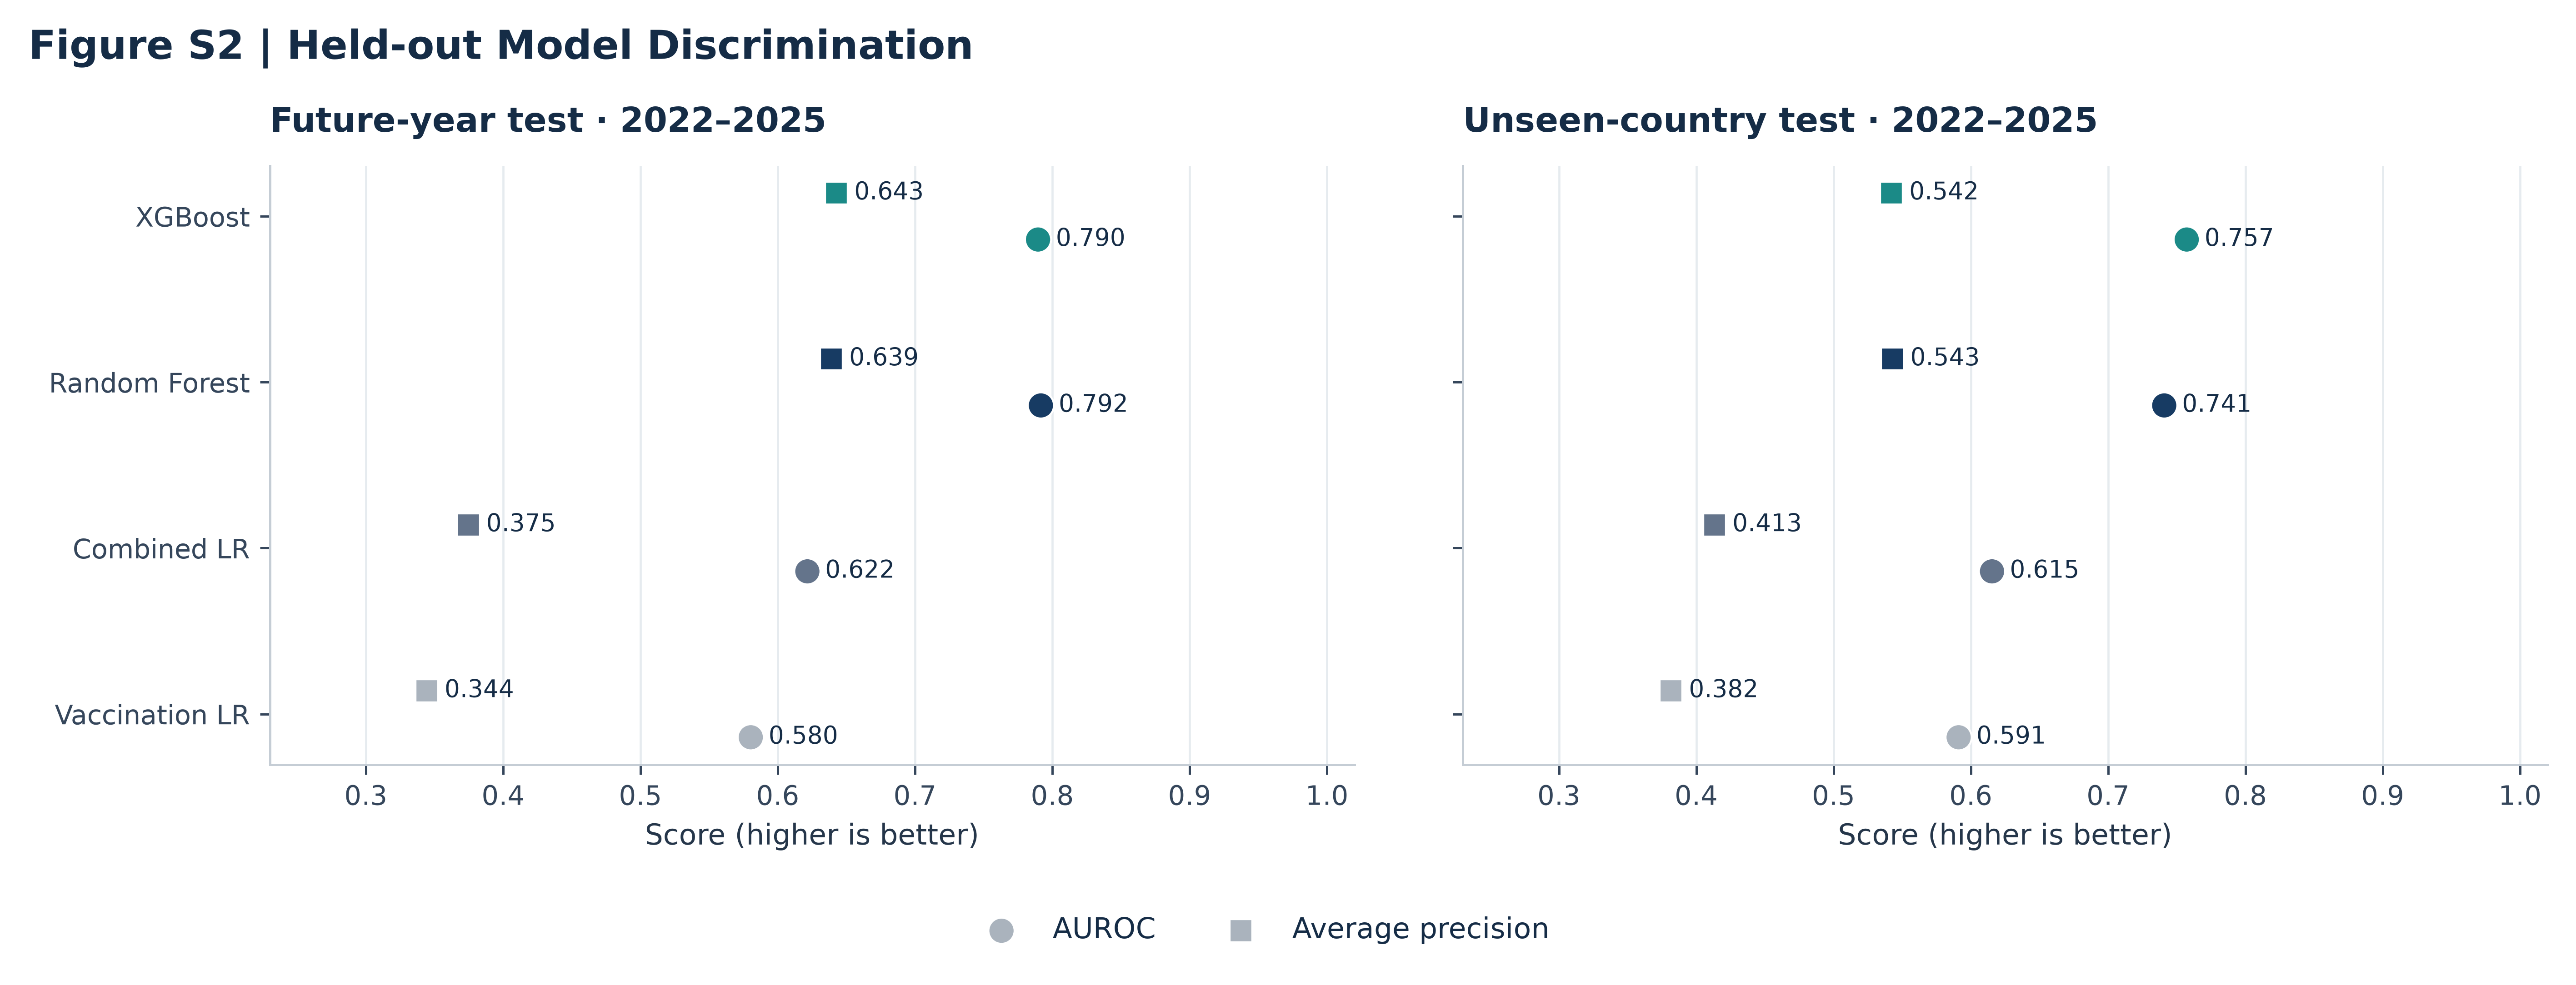 Figure S2 | Held-out Model Discrimination
Future-year test · 2022–2025
XGBoost
0.643
0.790
Random Forest
0.639
0.792
Combined LR
0.375
0.622
Vaccination LR
0.344
0.580
0.3 0.4 0.5 0.6 0.7 0.8 0.9 1.0
Score (higher is better)
Unseen-country test · 2022–2025
0.542
0.757
0.543
0.741
0.413
0.615
0.382
0.591
0.3 0.4 0.5 0.6 0.7 0.8 0.9 1.0
Score (higher is better)
AUROC Average precision